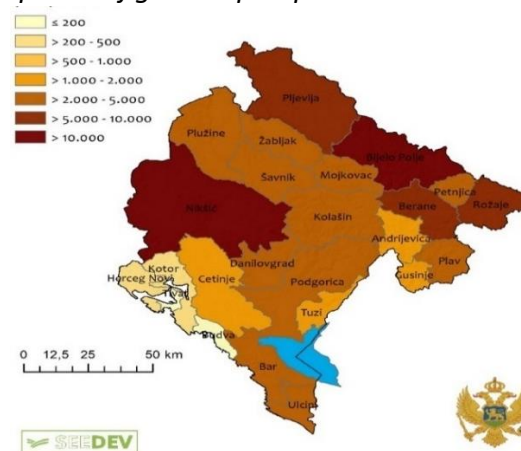 ≤ 200
> 200 - 500
> 500 - 1.000
> 1.000 - 2.000
> 2.000 - 5.000
> 5.000 - 10.000
> 10.000
Pljevlja
Plužine
Žabljak
Bijelo Polje
Šavnik
Mojkovac
Petnjica
Nikšić
Berane
Rožaje
Kolašin
Andrijevica
Kotor
Danilovgrad
Plav
Herceg Novi
Cetinje
Gusinje
Tivat
Podgorica
Tuzi
Budva
0 12,5 25 50 km
Bar
Ulcinj
SEEDEV